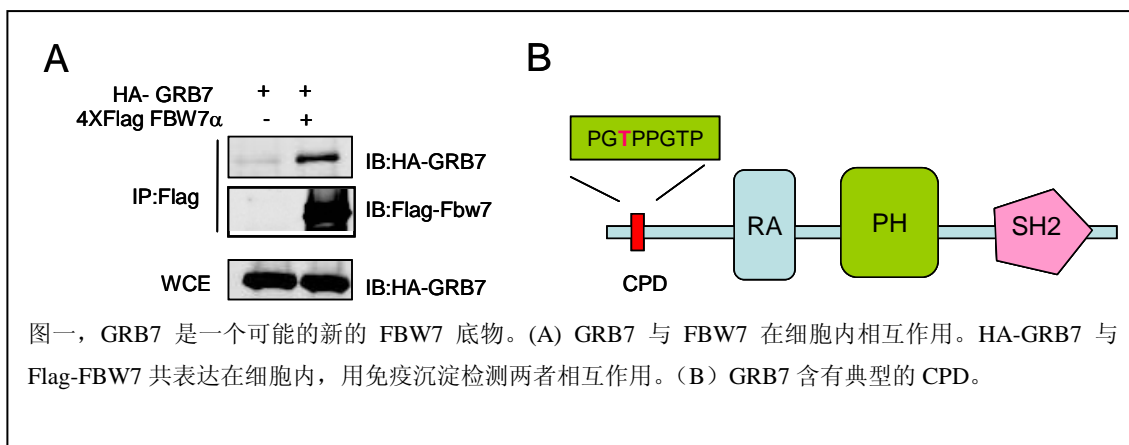 A
HA- GRB7 + +
4XFlag FBW7α - +
IP:Flag
IB:HA-GRB7
IB:Flag-Fbw7
WCE
IB:HA-GRB7
B
PGTPPGTP
CPD
RA
PH
SH2
图一，GRB7 是一个可能的新的 FBW7 底物。(A) GRB7 与 FBW7 在细胞内相互作用。HA-GRB7 与
Flag-FBW7 共表达在细胞内，用免疫沉淀检测两者相互作用。（B）GRB7 含有典型的 CPD。